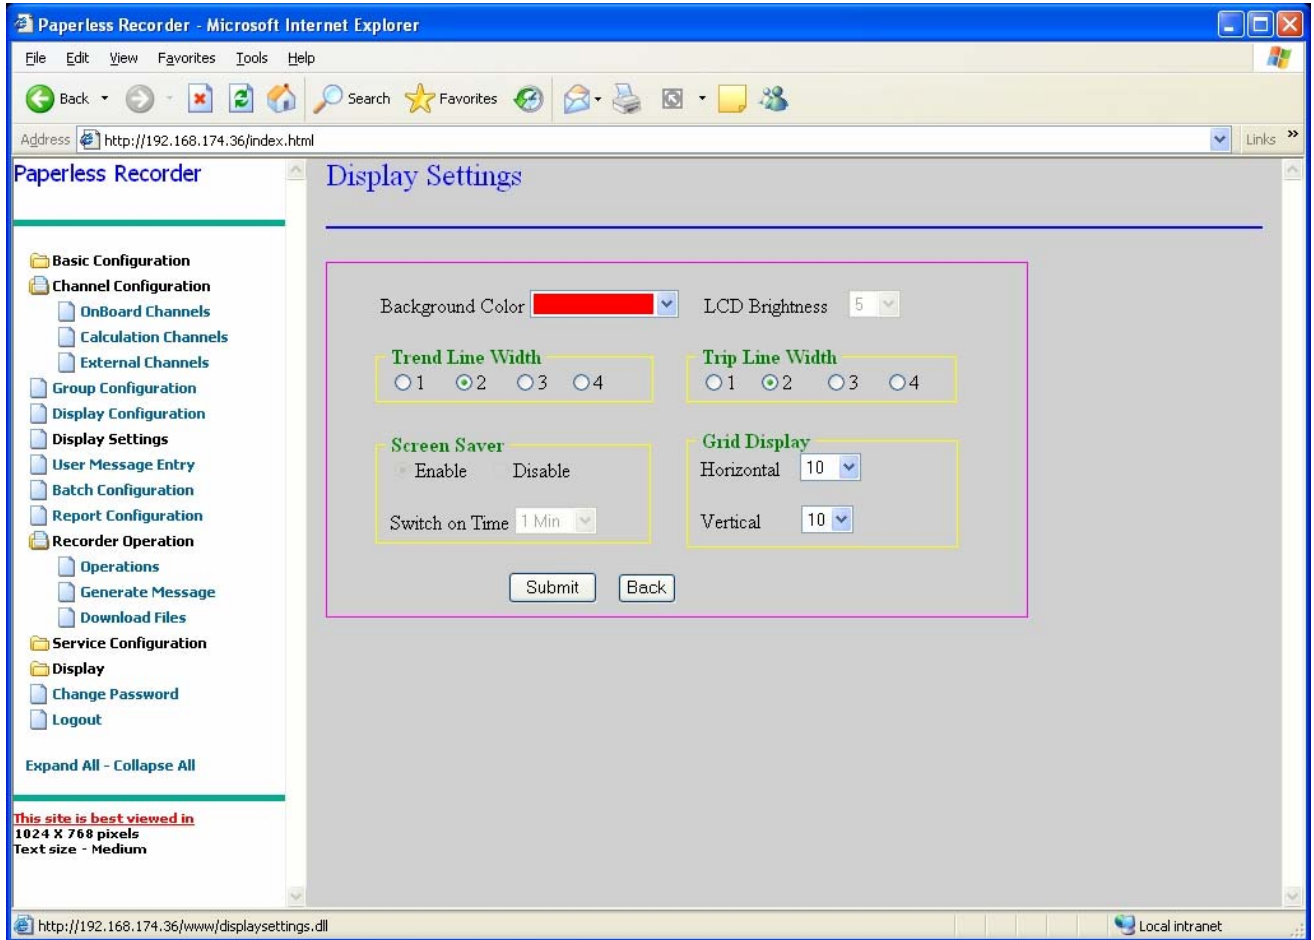 Paperless Recorder - Microsoft Internet Explorer
File Edit View Favorites Tools Help
Back Search Favorites
Address http://192.168.174.36/index.html Links »
Paperless Recorder
Basic Configuration
Channel Configuration
OnBoard Channels
Calculation Channels
External Channels
Group Configuration
Display Configuration
Display Settings
User Message Entry
Batch Configuration
Report Configuration
Recorder Operation
Operations
Generate Message
Download Files
Service Configuration
Display
Change Password
Logout
Expand All - Collapse All
This site is best viewed in
1024 X 768 pixels
Text size - Medium
Display Settings
Background Color LCD Brightness 5
Trend Line Width
1 2 3 4
Trip Line Width
1 2 3 4
Screen Saver
Enable Disable
Switch on Time 1 Min
Grid Display
Horizontal 10
Vertical 10
Submit Back
http://192.168.174.36/www/displaysettings.dll Local intranet